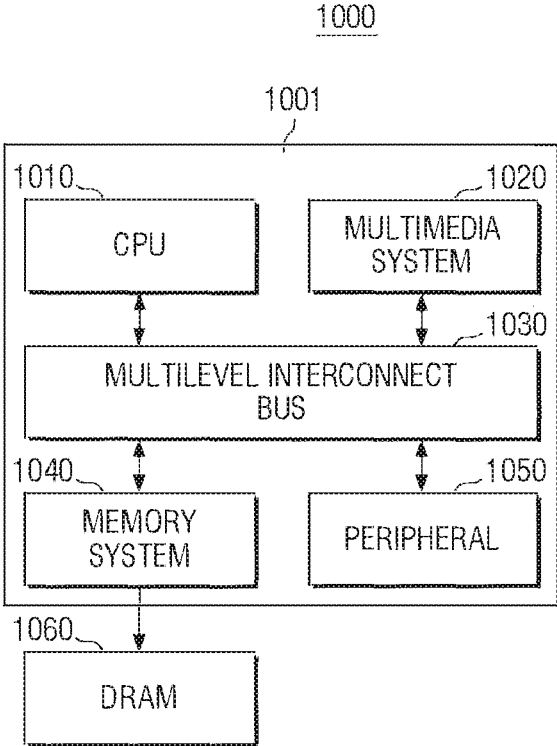 1000
1001
1010
1020
CPU
MULTIMEDIA
SYSTEM
1030
MULTILEVEL INTERCONNECT
BUS
1040
1050
MEMORY
SYSTEM
PERIPHERAL
1060
DRAM